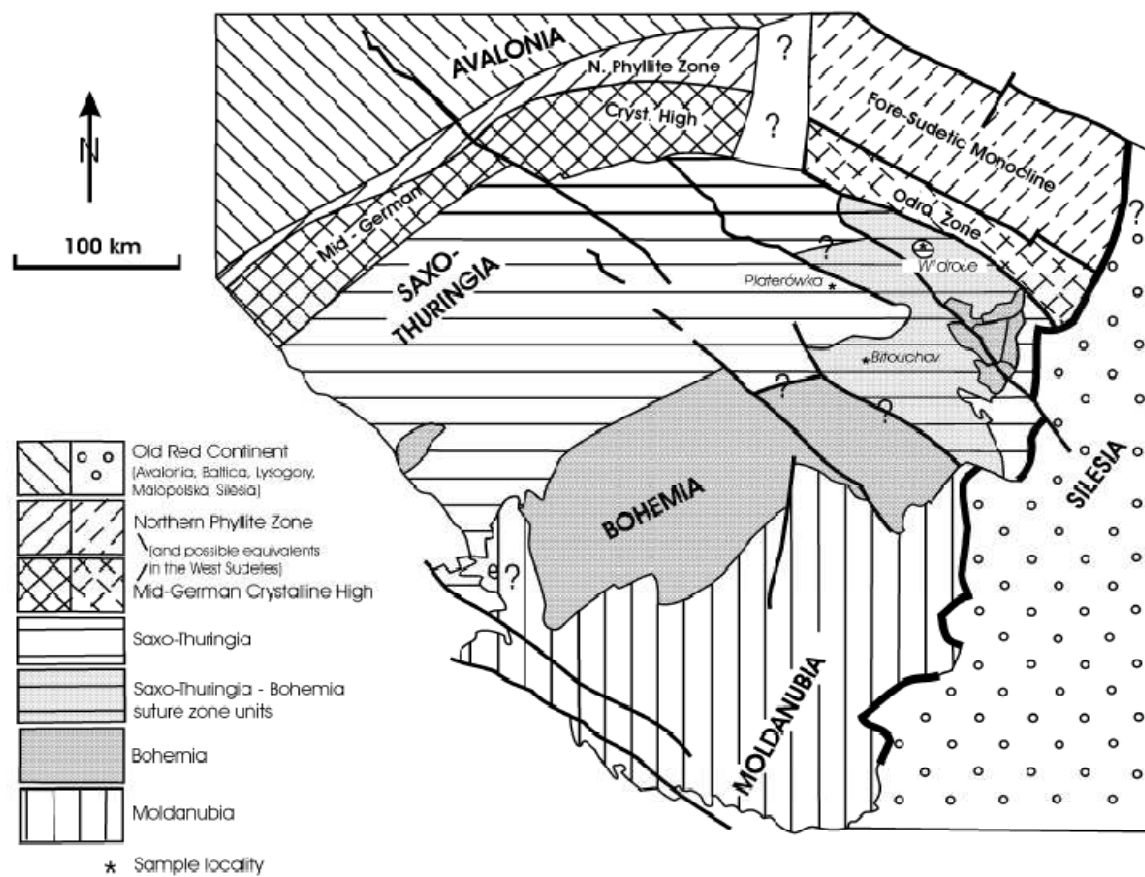 AVALONIA
N. Phyllite Zone
Cryst. High
Mid - German
?
?
Fore-Sudetic Monocline
Odra Zone
?
N
100 km
SAXO-
THURINGIA
?
Platerówka *
*
* Bitouchov
?
?
BOHEMIA
SILESIA
?
MOLDANUBIA
Old Red Continent
(Avalonia, Baltica, Lysogory,
Malopolska, Silesia)
Northern Phyllite Zone
(and possible equivalents
in the West Sudetes)
Mid-German Crystalline High
Saxo-Thuringia
Saxo-Thuringia - Bohemia
suture zone units
Bohemia
Moldanubia
* Sample locality